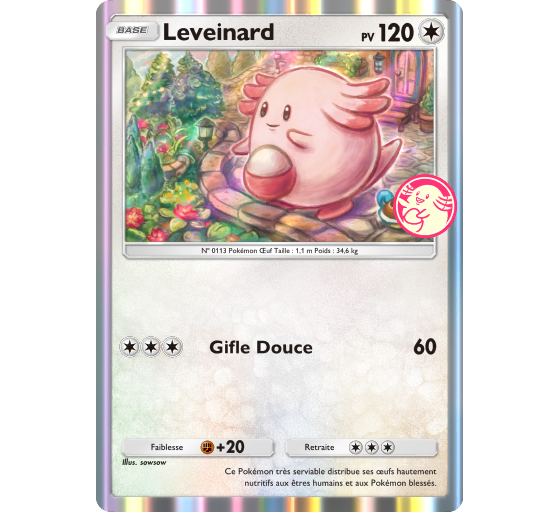 BASE Leveinard PV 120
N° 0113 Pokémon Œuf Taille : 1,1 m Poids : 34,6 kg
Gifle Douce 60
Faiblesse +20 Retraite
Illus. sowsow
Ce Pokémon très serviable distribue ses œufs hautement
nutritifs aux êtres humains et aux Pokémon blessés.